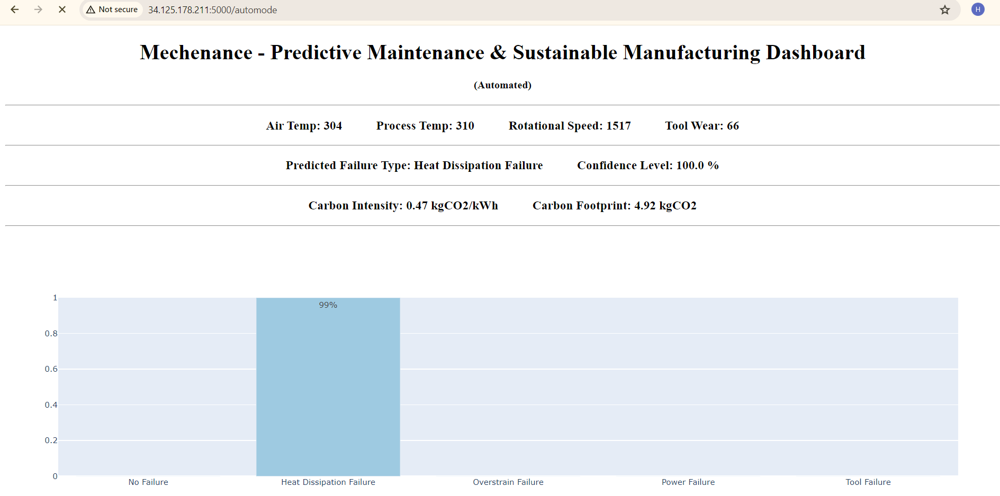 Not secure 34.125.178.211:5000/automode H
Mechenance - Predictive Maintenance & Sustainable Manufacturing Dashboard
(Automated)
Air Temp: 304 Process Temp: 310 Rotational Speed: 1517 Tool Wear: 66
Predicted Failure Type: Heat Dissipation Failure Confidence Level: 100.0 %
Carbon Intensity: 0.47 kgCO2/kWh Carbon Footprint: 4.92 kgCO2
1
99%
0.8
0.6
0.4
0.2
0
No Failure Heat Dissipation Failure Overstrain Failure Power Failure Tool Failure